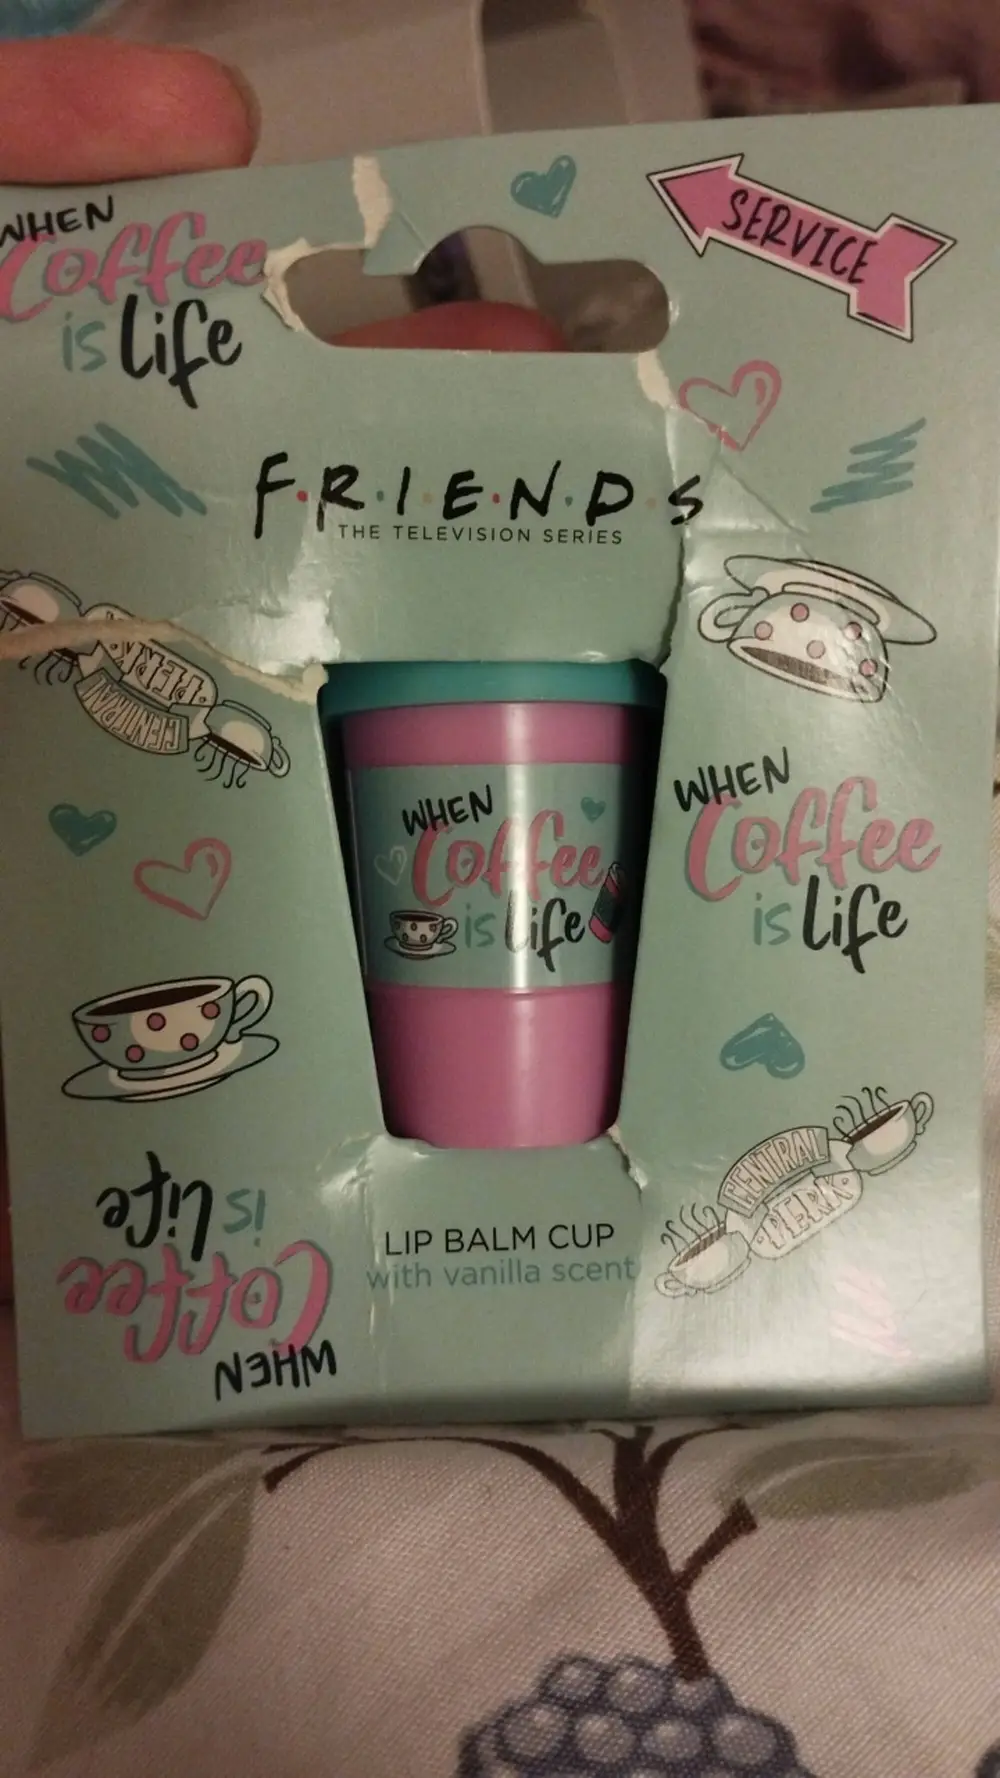 WHEN
Coffee
is Life
SERVICE
F•R•I•E•N•D•S
THE TELEVISION SERIES
CENTRAL
PERK
WHEN
Coffee
is Life
WHEN
Coffee
is Life
CENTRAL
PERK
WHEN
Coffee
is Life
LIP BALM CUP
with vanilla scent